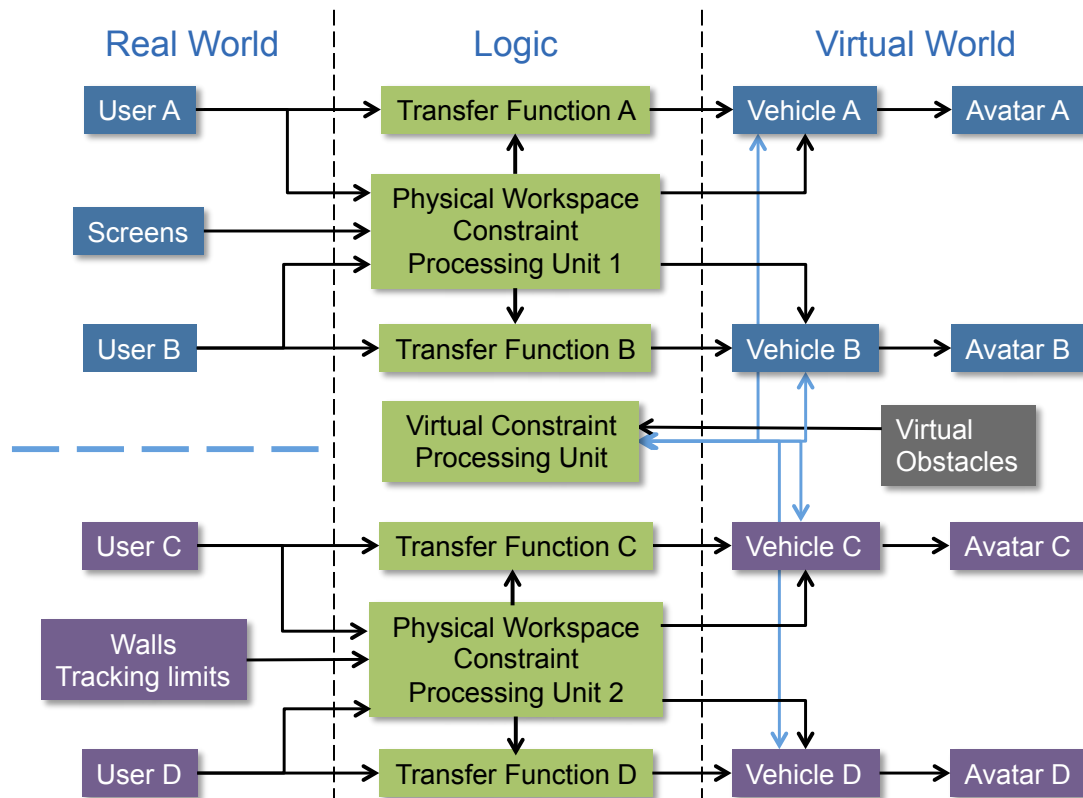 Real World
Logic
Virtual World
User A
Transfer Function A
Vehicle A
Avatar A
Physical Workspace
Constraint
Processing Unit 1
Screens
User B
Transfer Function B
Vehicle B
Avatar B
Virtual Constraint
Processing Unit
Virtual
Obstacles
User C
Transfer Function C
Vehicle C
Avatar C
Physical Workspace
Constraint
Processing Unit 2
Walls
Tracking limits
User D
Transfer Function D
Vehicle D
Avatar D